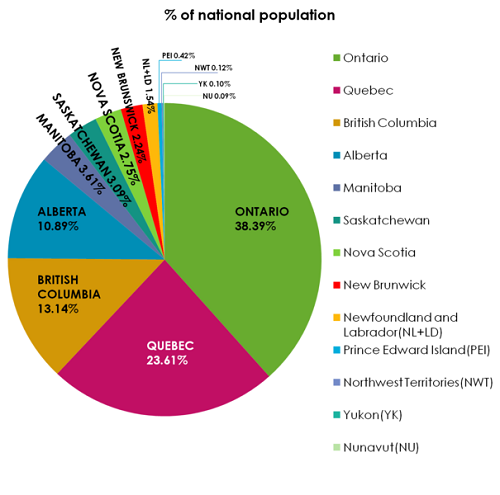 % of national population
PEI 0.42%
NWT 0.12%
YK 0.10%
NU 0.09%
NL+LD 1.54%
NEW BRUNSWICK 2.24%
NOVA SCOTIA 2.75%
SASKATCHEWAN 3.09%
MANITOBA 3.61%
ALBERTA
10.89%
BRITISH
COLUMBIA
13.14%
QUEBEC
23.61%
ONTARIO
38.39%
Ontario
Quebec
British Columbia
Alberta
Manitoba
Saskatchewan
Nova Scotia
New Brunwick
Newfoundland and
Labrador(NL+LD)
Prince Edward Island(PEI)
Northwest Territories(NWT)
Yukon(YK)
Nunavut(NU)